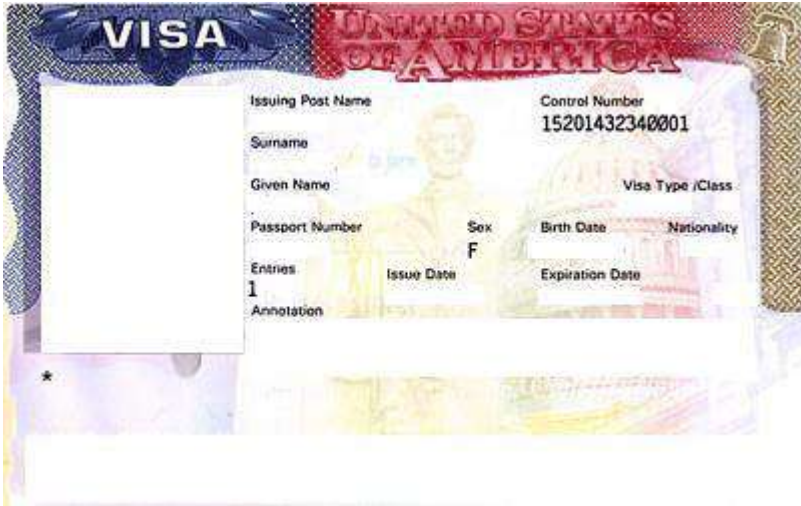 VISA
UNITED STATES
OF AMERICA
Issuing Post Name
Control Number
15201432340001
Surname
Given Name
Visa Type /Class
Passport Number
Sex
Birth Date
Nationality
F
Entries
Issue Date
Expiration Date
1
Annotation
*